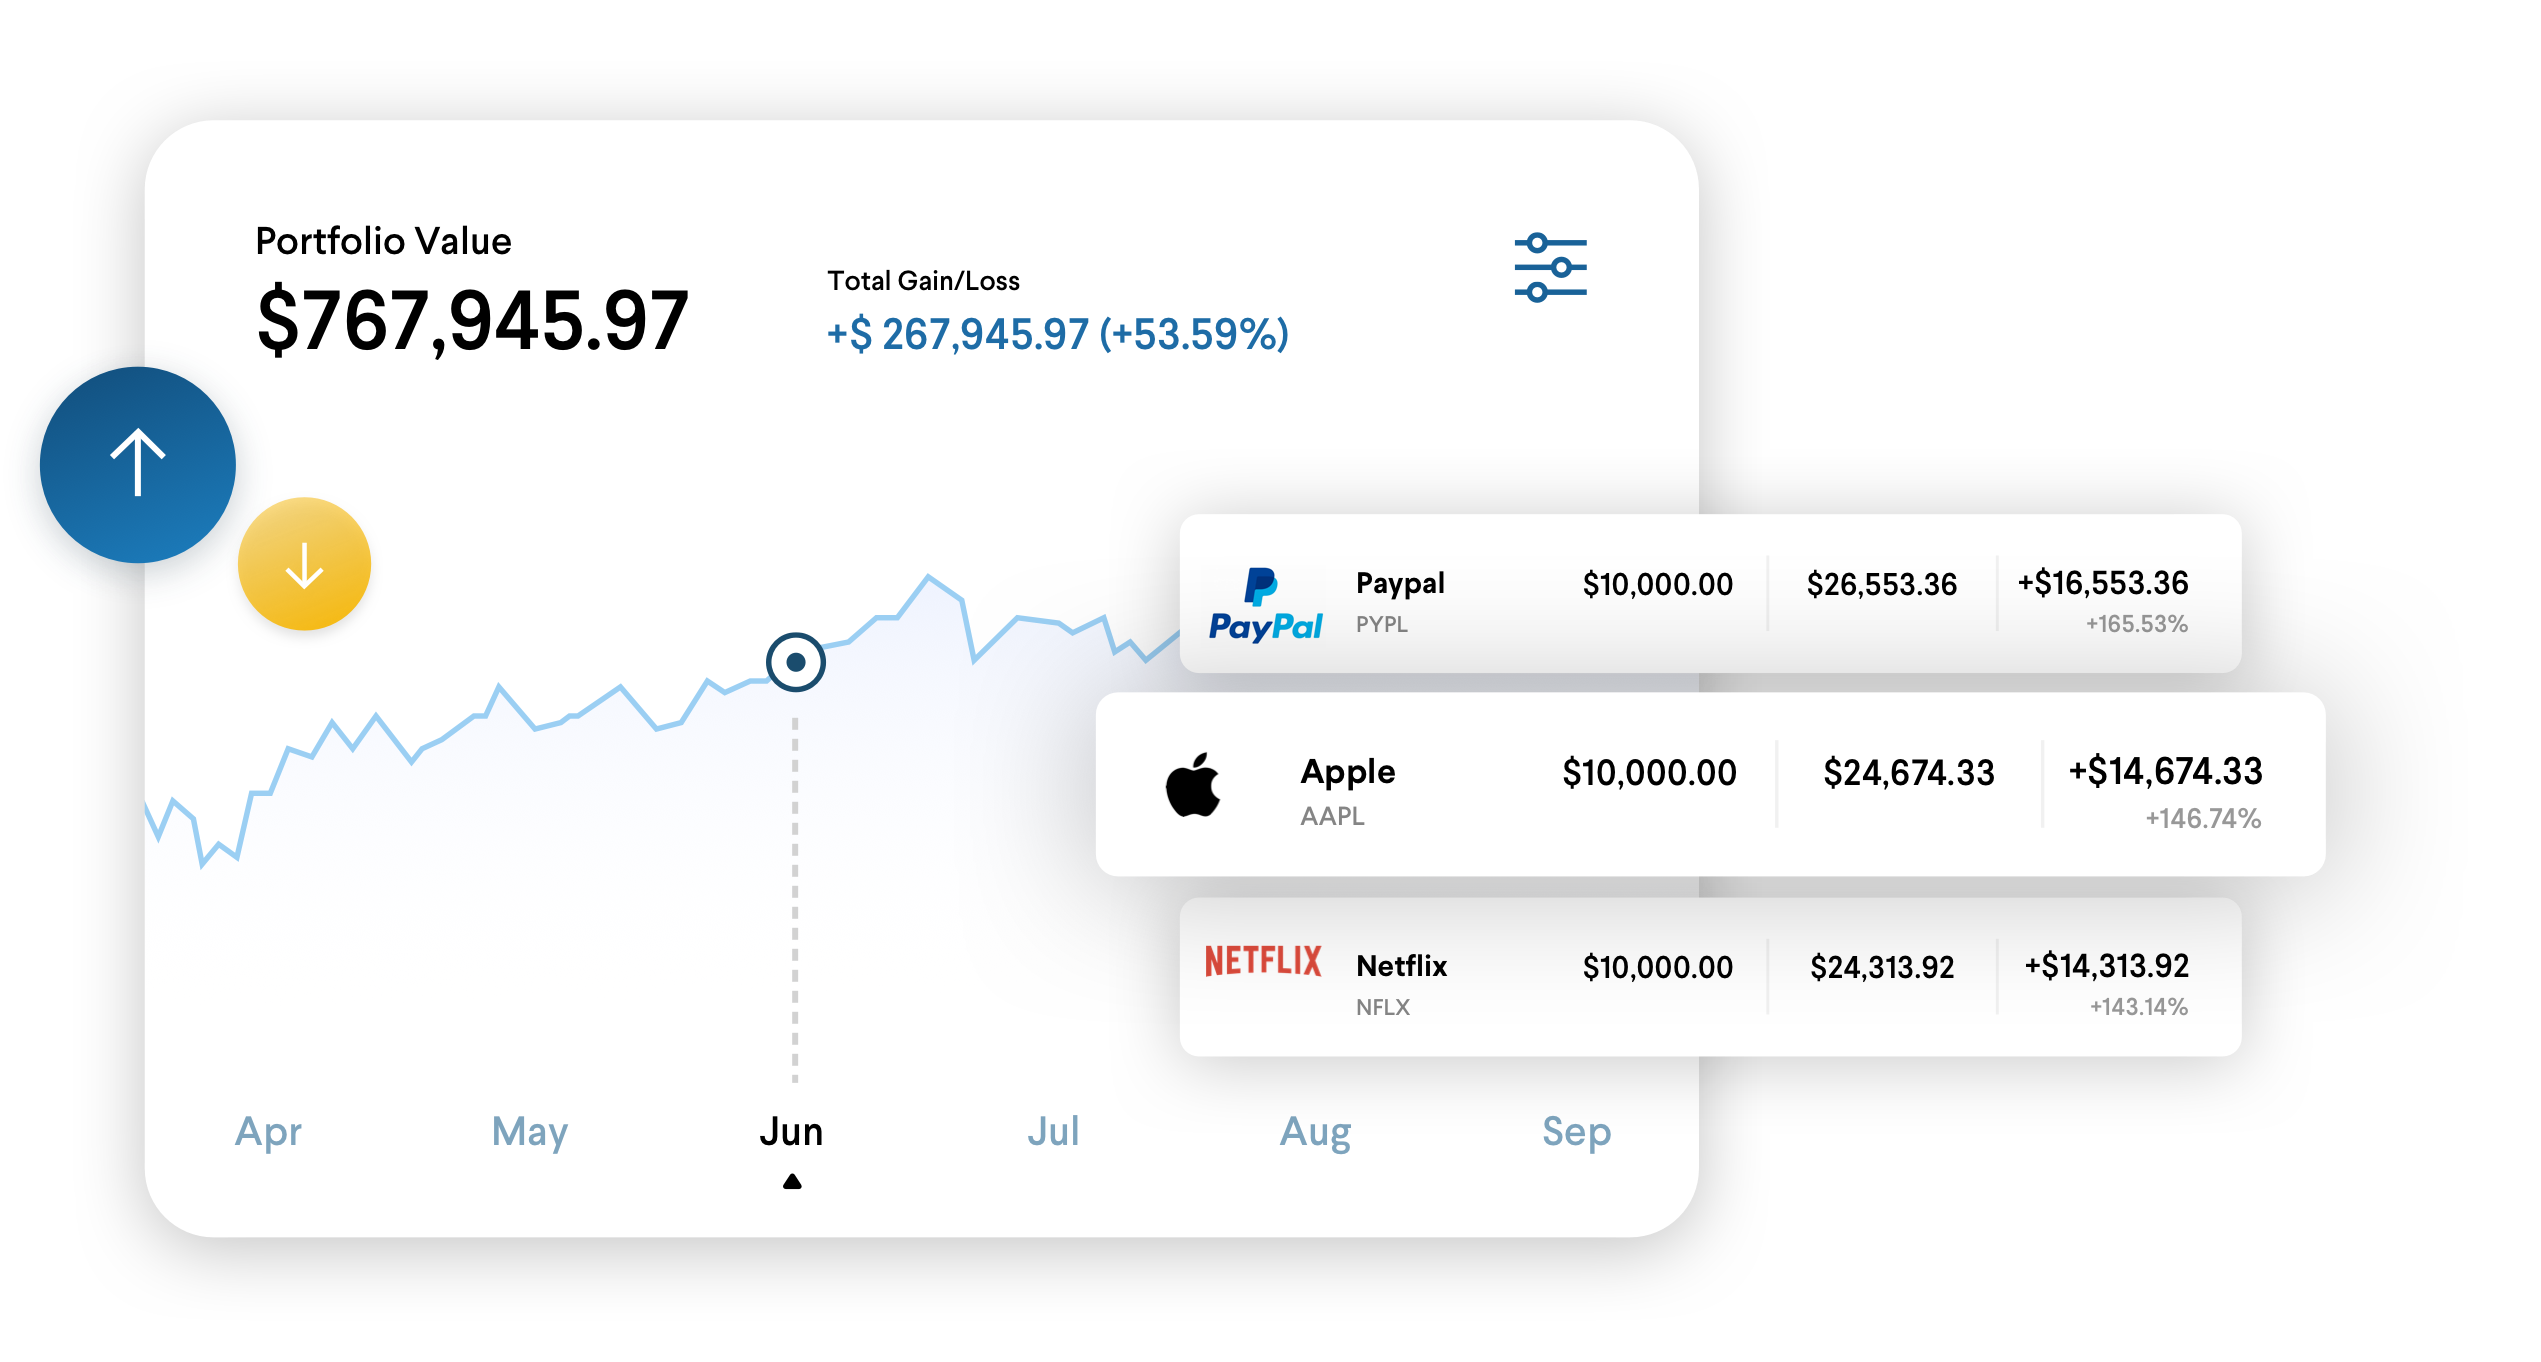 Portfolio Value
$767,945.97
Total Gain/Loss
+$ 267,945.97 (+53.59%)
PayPal
Paypal
PYPL
$10,000.00
$26,553.36
+$16,553.36
+165.53%
Apple
AAPL
$10,000.00
$24,674.33
+$14,674.33
+146.74%
NETFLIX
Netflix
NFLX
$10,000.00
$24,313.92
+$14,313.92
+143.14%
Apr May Jun Jul Aug Sep